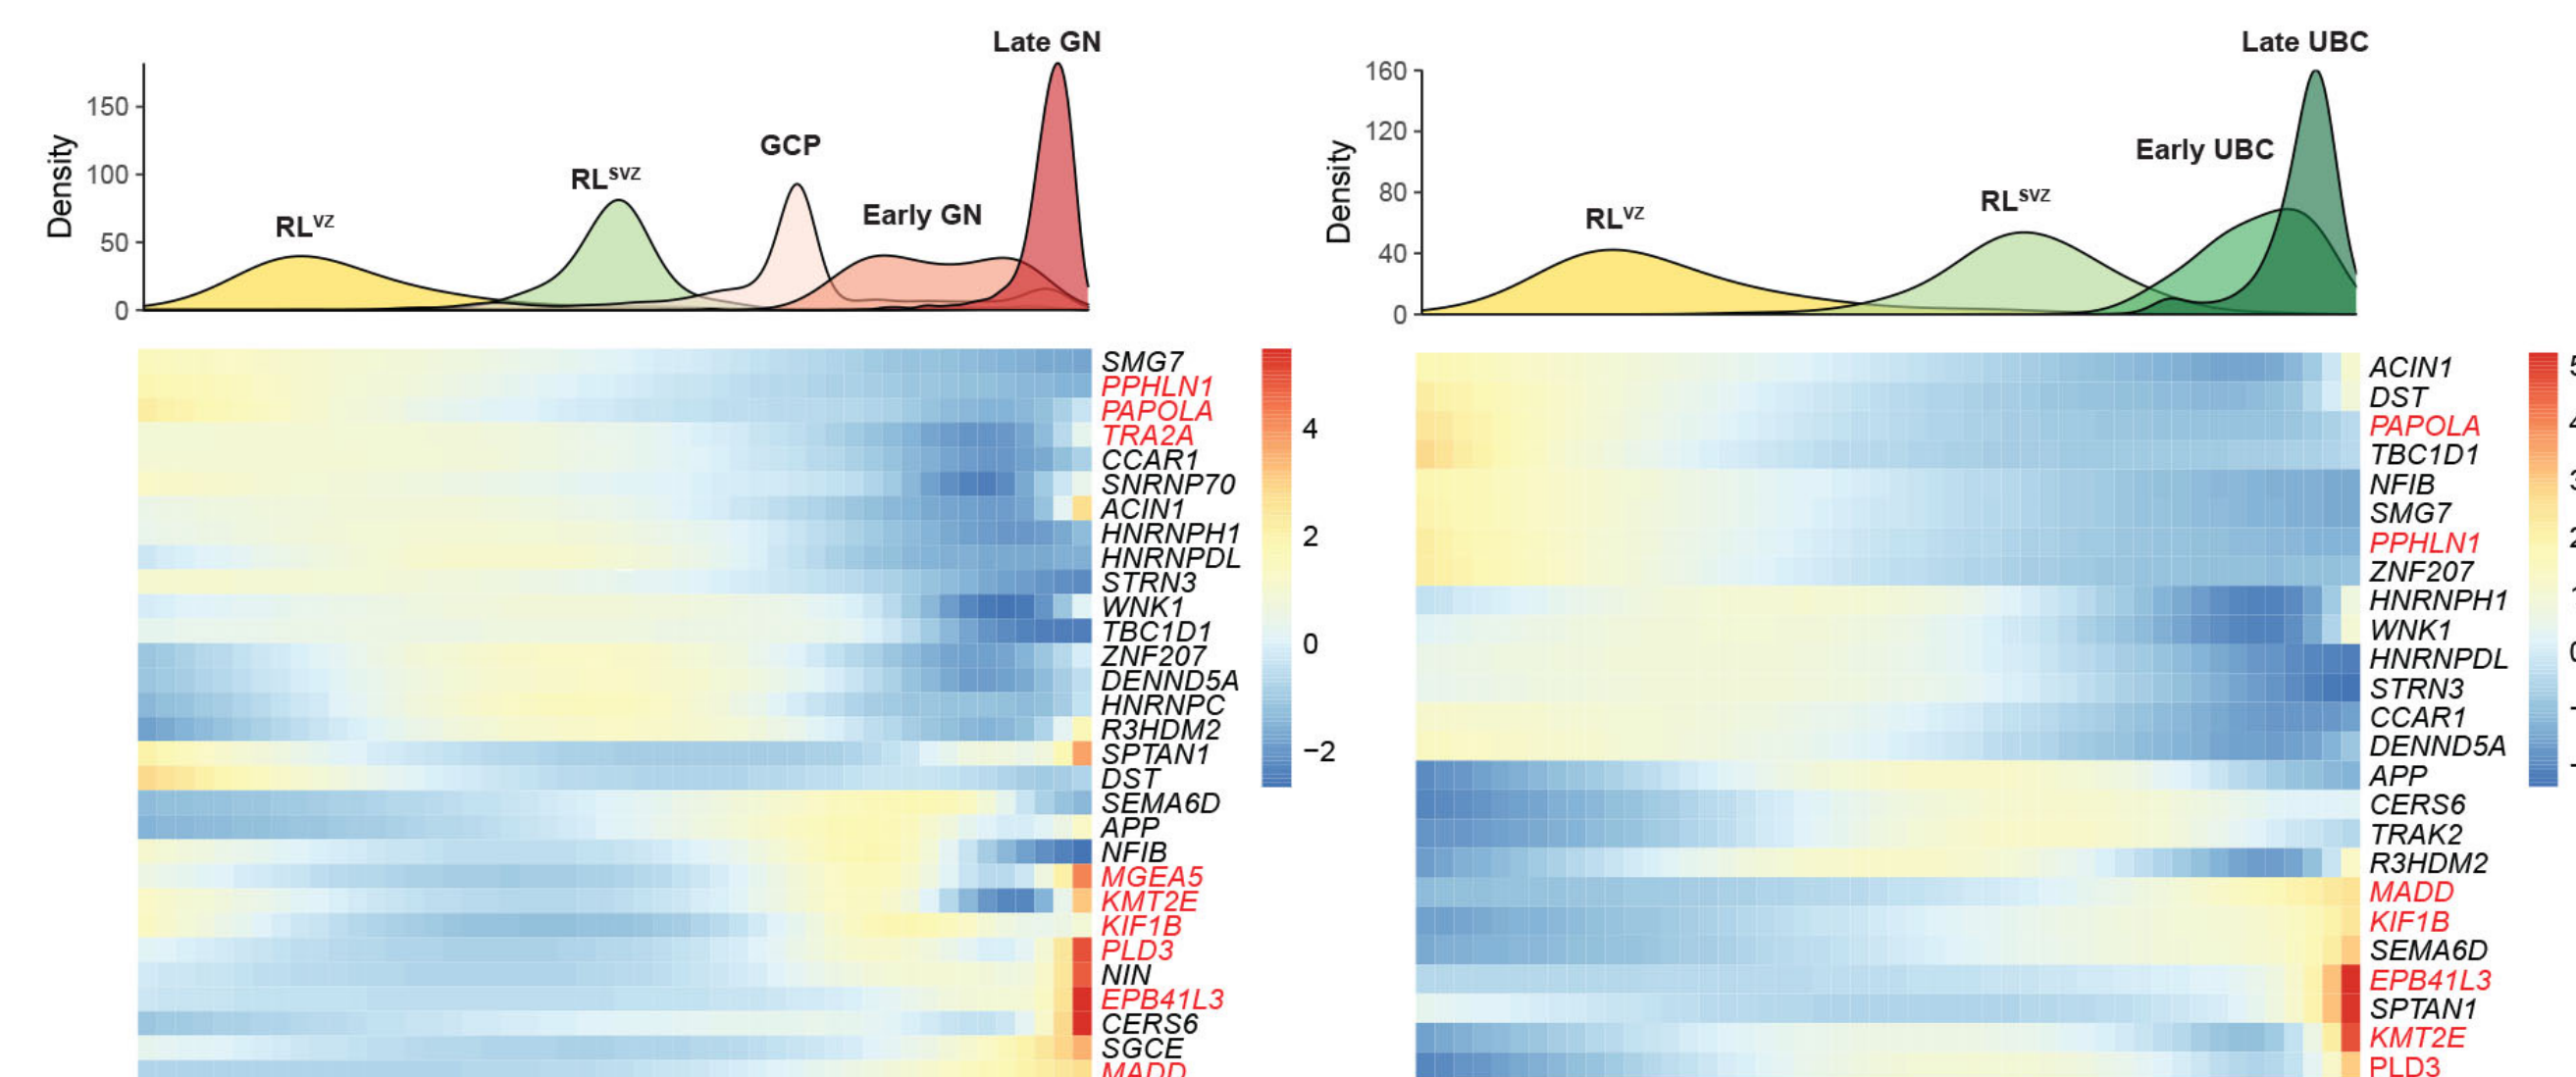 Late GN
150
GCP
100
RLSVZ
Density
Early GN
RLVZ
50
0
SMG7
PPHLN1
PAPOLA
TRA2A
CCAR1
SNRNP70
ACIN1
HNRNPH1
HNRNPDL
STRN3
WNK1
TBC1D1
ZNF207
DENND5A
HNRNPC
R3HDM2
SPTAN1
DST
SEMA6D
APP
NFIB
MGEA5
KMT2E
KIF1B
PLD3
NIN
EPB41L3
CERS6
SGCE
MADD
4
2
0
−2
Late UBC
160
120
Early UBC
Density
80
RLSVZ
RLVZ
40
0
ACIN1
DST
PAPOLA
TBC1D1
NFIB
SMG7
PPHLN1
ZNF207
HNRNPH1
WNK1
HNRNPDL
STRN3
CCAR1
DENND5A
APP
CERS6
TRAK2
R3HDM2
MADD
KIF1B
SEMA6D
EPB41L3
SPTAN1
KMT2E
PLD3